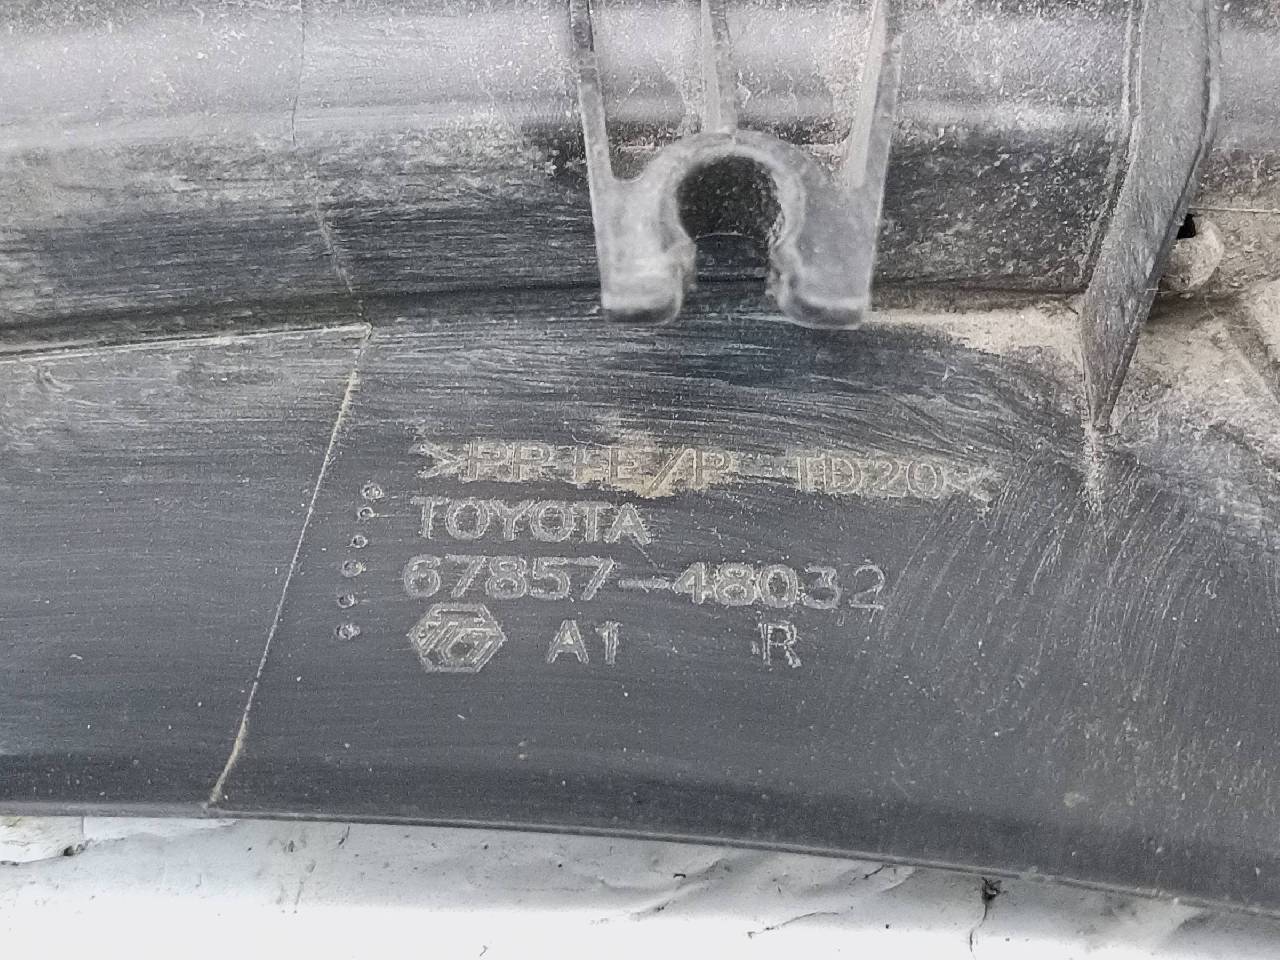 >PP+E/P-TD20<
TOYOTA
67857-48032
A1 R